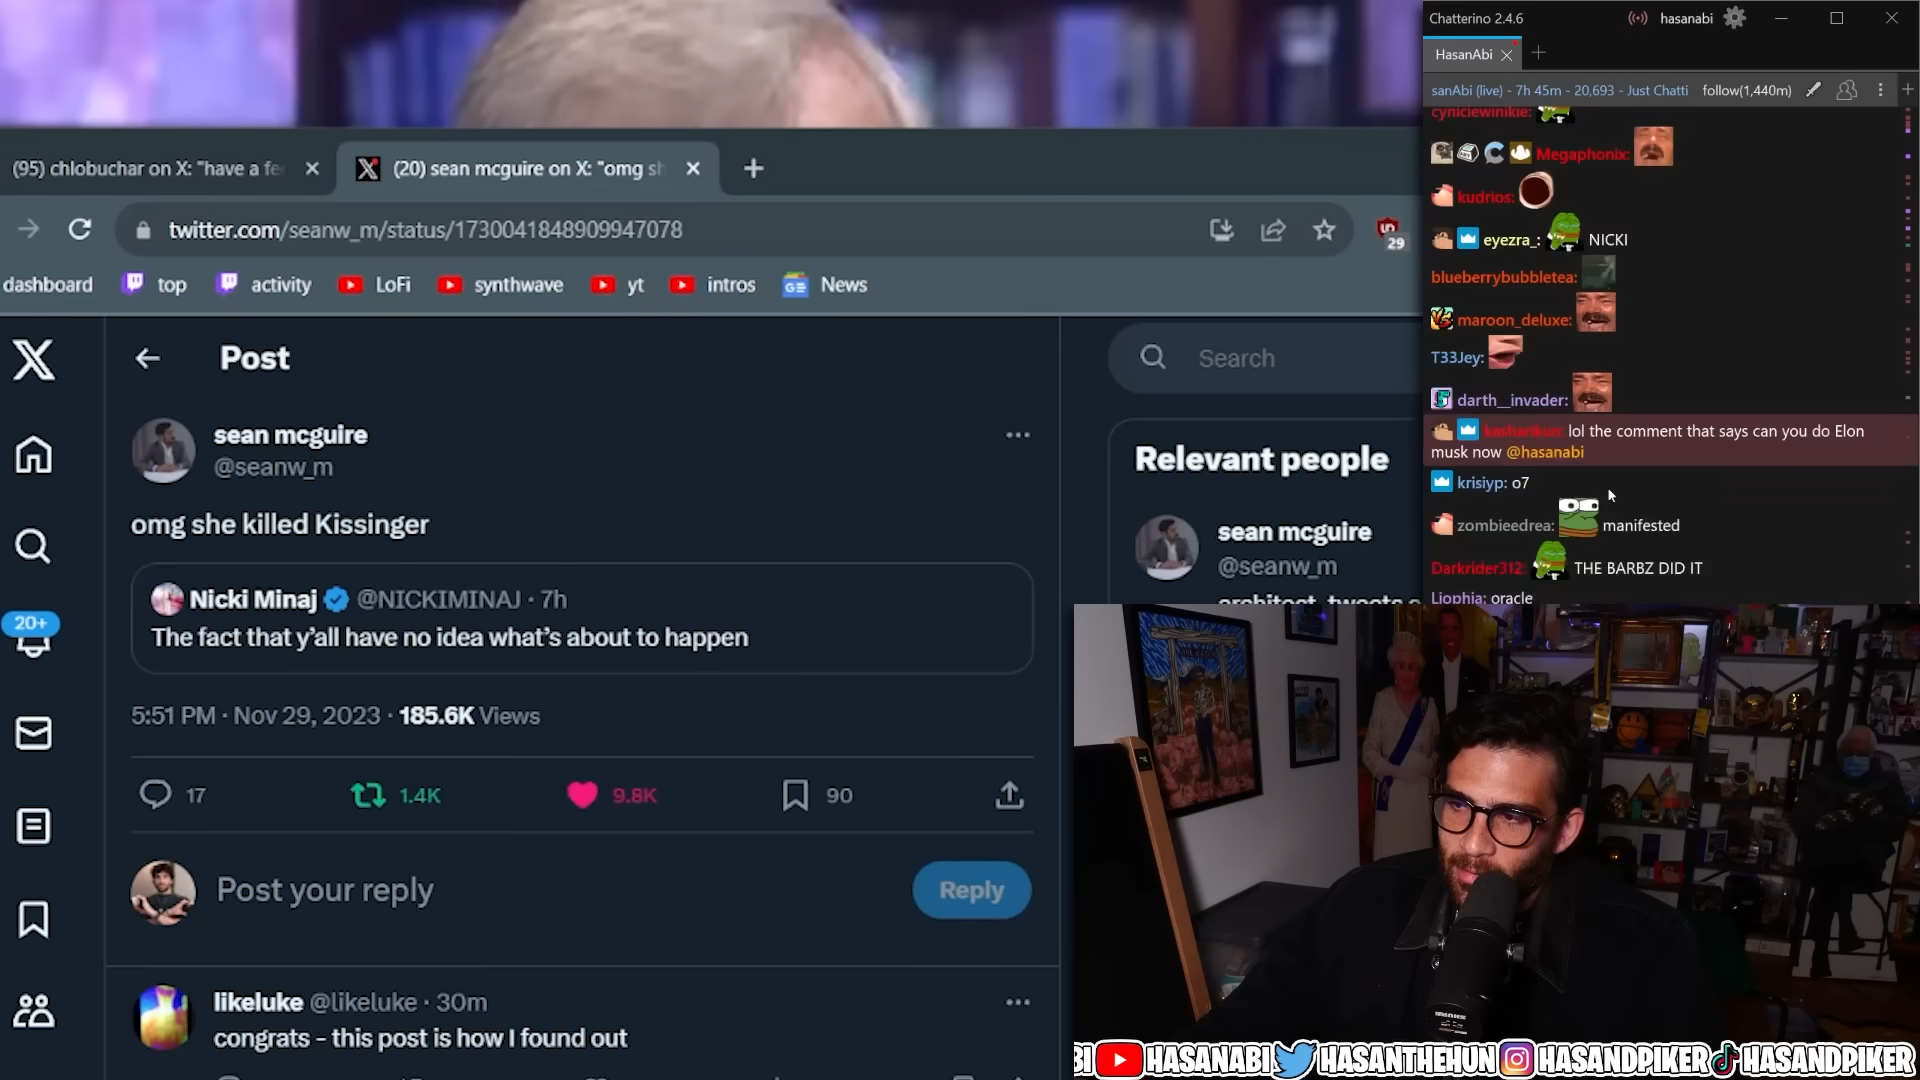 (95) chlobuchar on X: "have a fe
(20) sean mcguire on X: "omg sh
twitter.com/seanw_m/status/1730041848909947078
29
dashboard
top
activity
LoFi
synthwave
yt
intros
News
Post
Search
sean mcguire
@seanw_m
omg she killed Kissinger
Nicki Minaj @NICKIMINAJ · 7h
The fact that y'all have no idea what's about to happen
5:51 PM · Nov 29, 2023 · 185.6K Views
17
1.4K
9.8K
90
Post your reply
Reply
likeluke @likeluke · 30m
congrats – this post is how I found out
20+
Relevant people
sean mcguire
@seanw_m
Chatterino 2.4.6
hasanabi
HasanAbi
sanAbi (live) - 7h 45m - 20,693 - Just Chatti
follow(1,440m)
cyniclewinikie:
Megaphonix:
kudrios:
eyezra_: NICKI
blueberrybubbletea:
maroon_deluxe:
T33Jey:
darth__invader:
lol the comment that says can you do Elon
musk now @hasanabi
krisiyp: o7
zombieedrea: manifested
Darkrider312: THE BARBZ DID IT
Liophia: oracle
BI HASANABI HASANTHEHUN HASANDPIKER HASANDPIKER